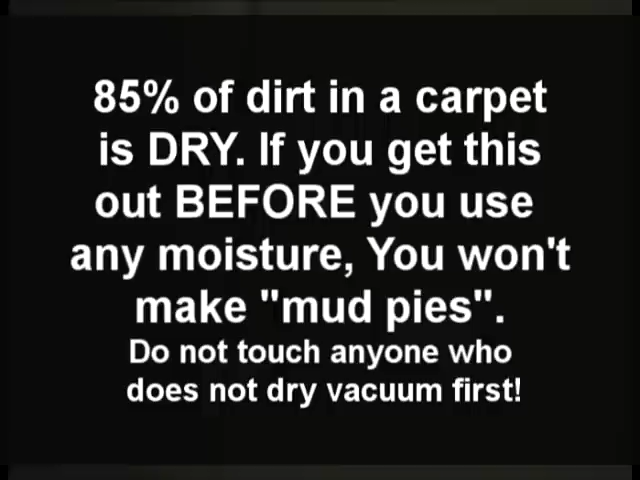 85% of dirt in a carpet
is DRY. If you get this
out BEFORE you use
any moisture, You won't
make "mud pies".
Do not touch anyone who
does not dry vacuum first!